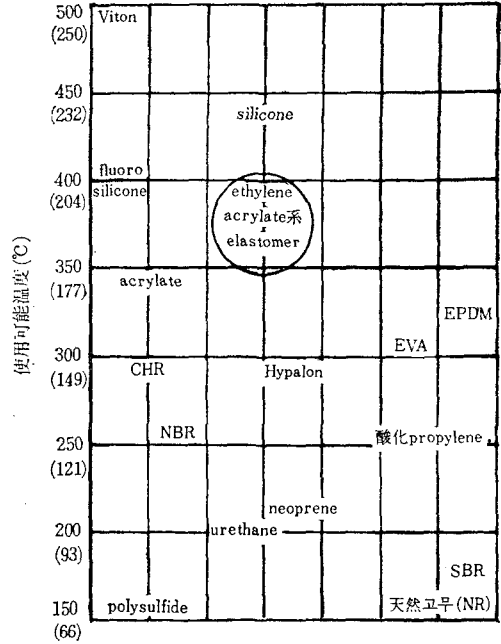 500
(250)
Viton
450
(232)
silicone
fluoro
400
silicone
(204)
ethylene
acrylate系
elastomer
350
(177)
acrylate
EPDM
EVA
300
(149)
CHR
Hypalon
NBR
酸化propylene
250
(121)
neoprene
urethane
200
(93)
SBR
150
(66)
polysulfide
天然고무(NR)
使用可能温度(℃)